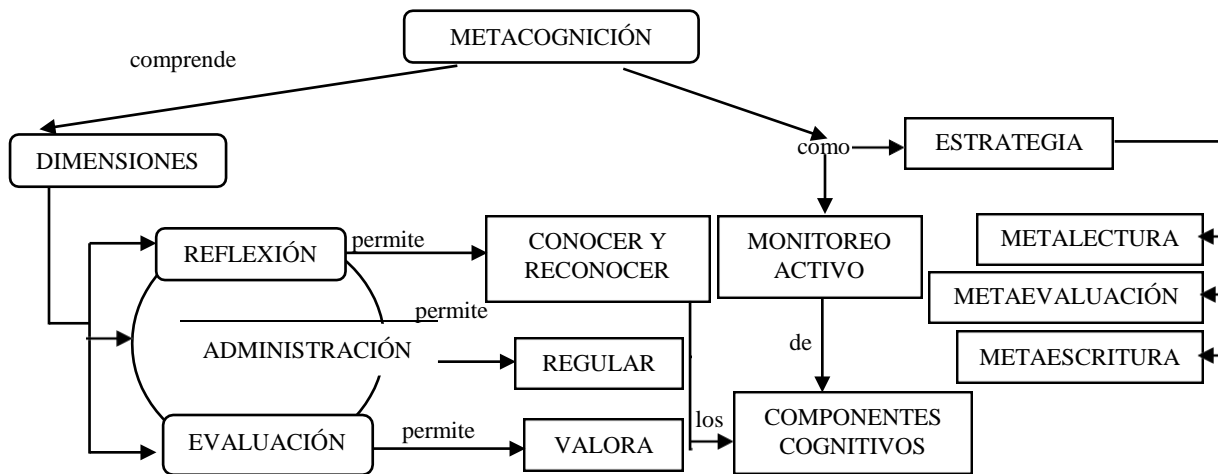 METACOGNICIÓN
comprende
DIMENSIONES
como
ESTRATEGIA
REFLEXIÓN
permite
CONOCER Y
RECONOCER
MONITOREO
ACTIVO
METALECTURA
METAEVALUACIÓN
permite
ADMINISTRACIÓN
REGULAR
de
METAESCRITURA
EVALUACIÓN
permite
VALORA
los
COMPONENTES
COGNITIVOS